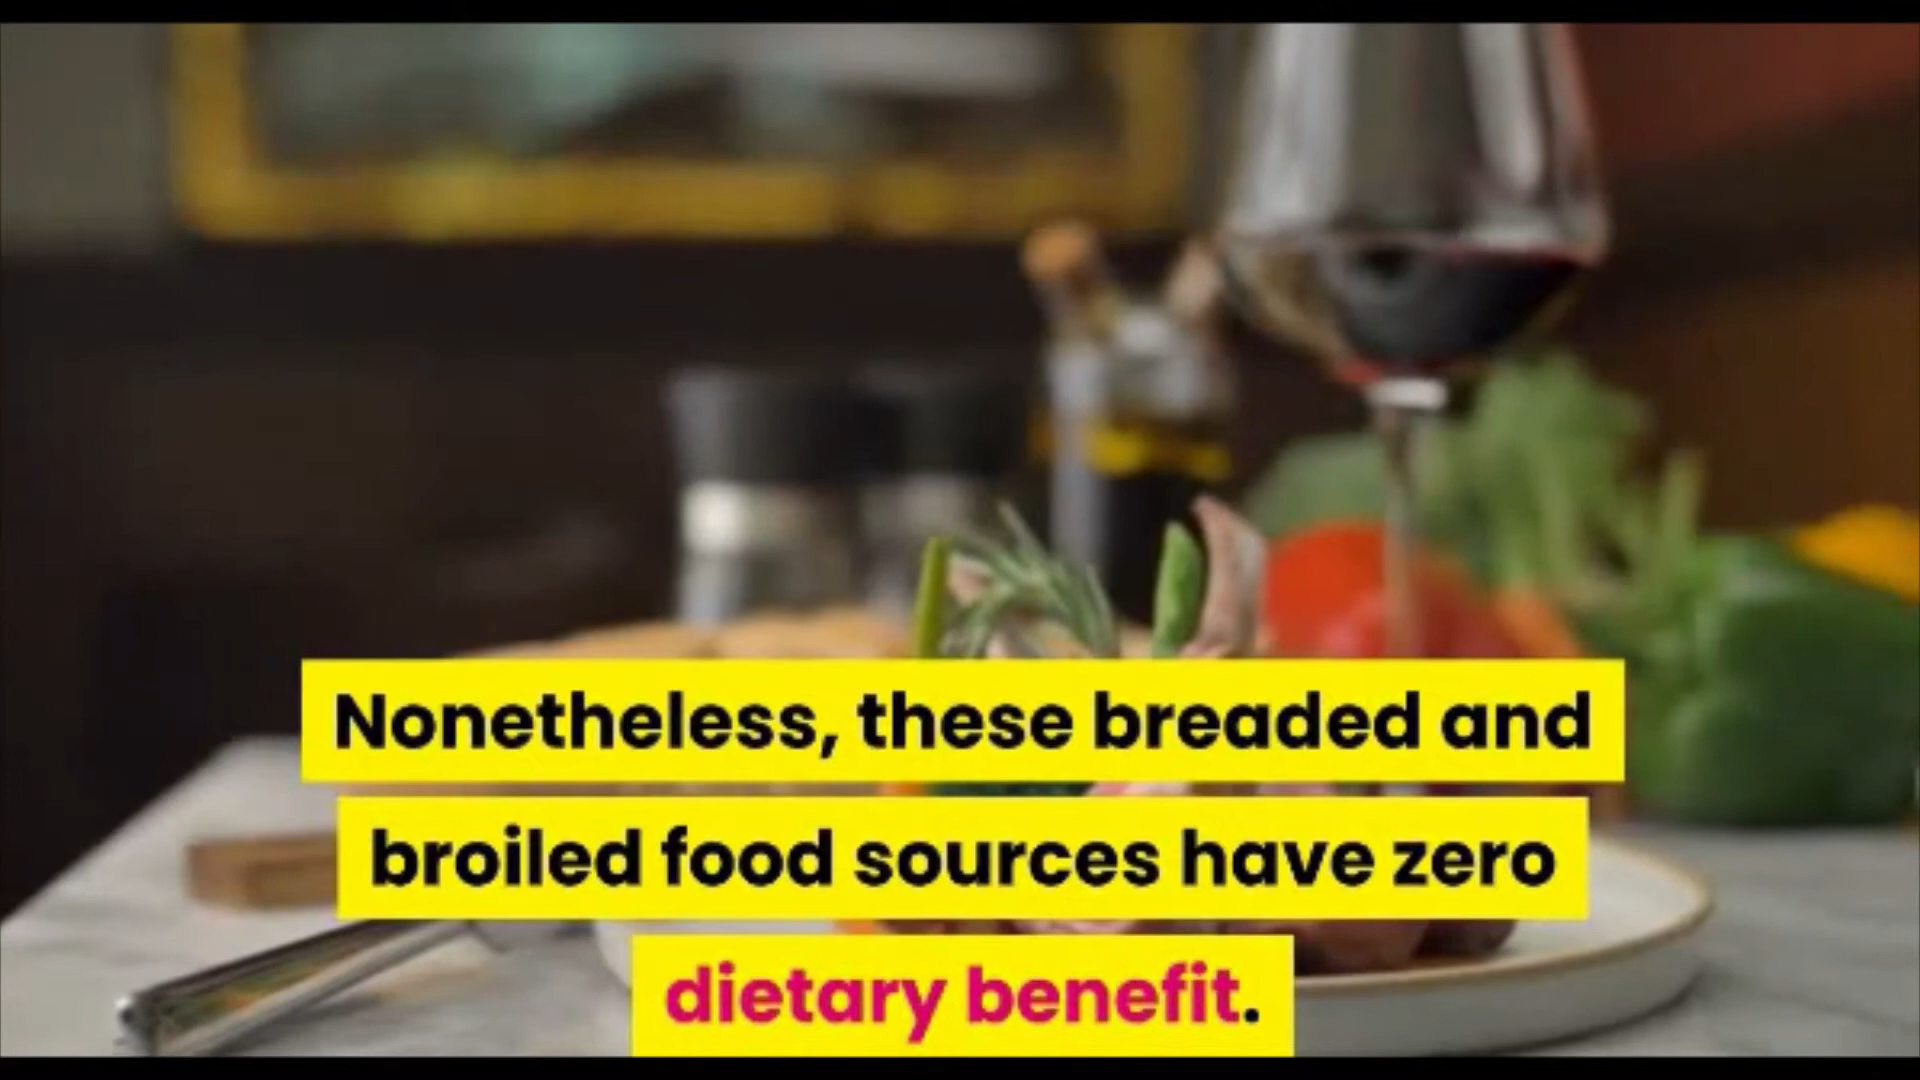 Nonetheless, these breaded and
broiled food sources have zero
dietary benefit.